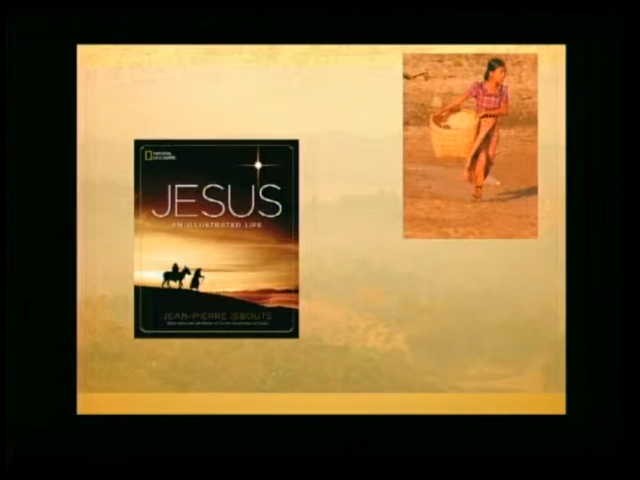 NATIONAL
GEOGRAPHIC
JESUS
AN ILLUSTRATED LIFE
JEAN-PIERRE ISBOUTS